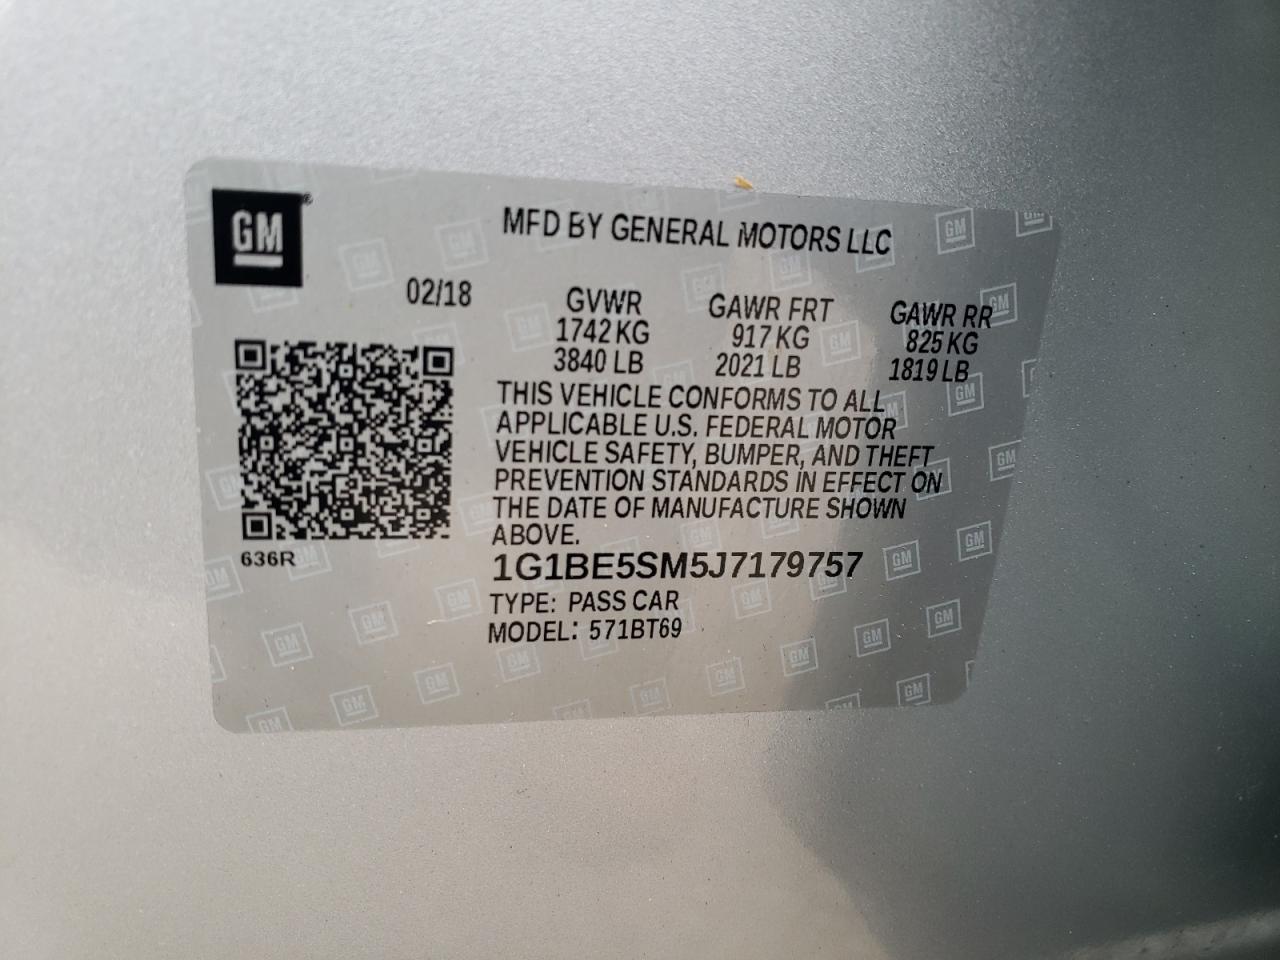 GM®
MFD BY GENERAL MOTORS LLC
02/18
GVWR GAWR FRT GAWR RR
1742 KG 917 KG 825 KG
3840 LB 2021 LB 1819 LB
THIS VEHICLE CONFORMS TO ALL
APPLICABLE U.S. FEDERAL MOTOR
VEHICLE SAFETY, BUMPER, AND THEFT
PREVENTION STANDARDS IN EFFECT ON
THE DATE OF MANUFACTURE SHOWN
ABOVE.
636R
1G1BE5SM5J7179757
TYPE: PASS CAR
MODEL: 571BT69